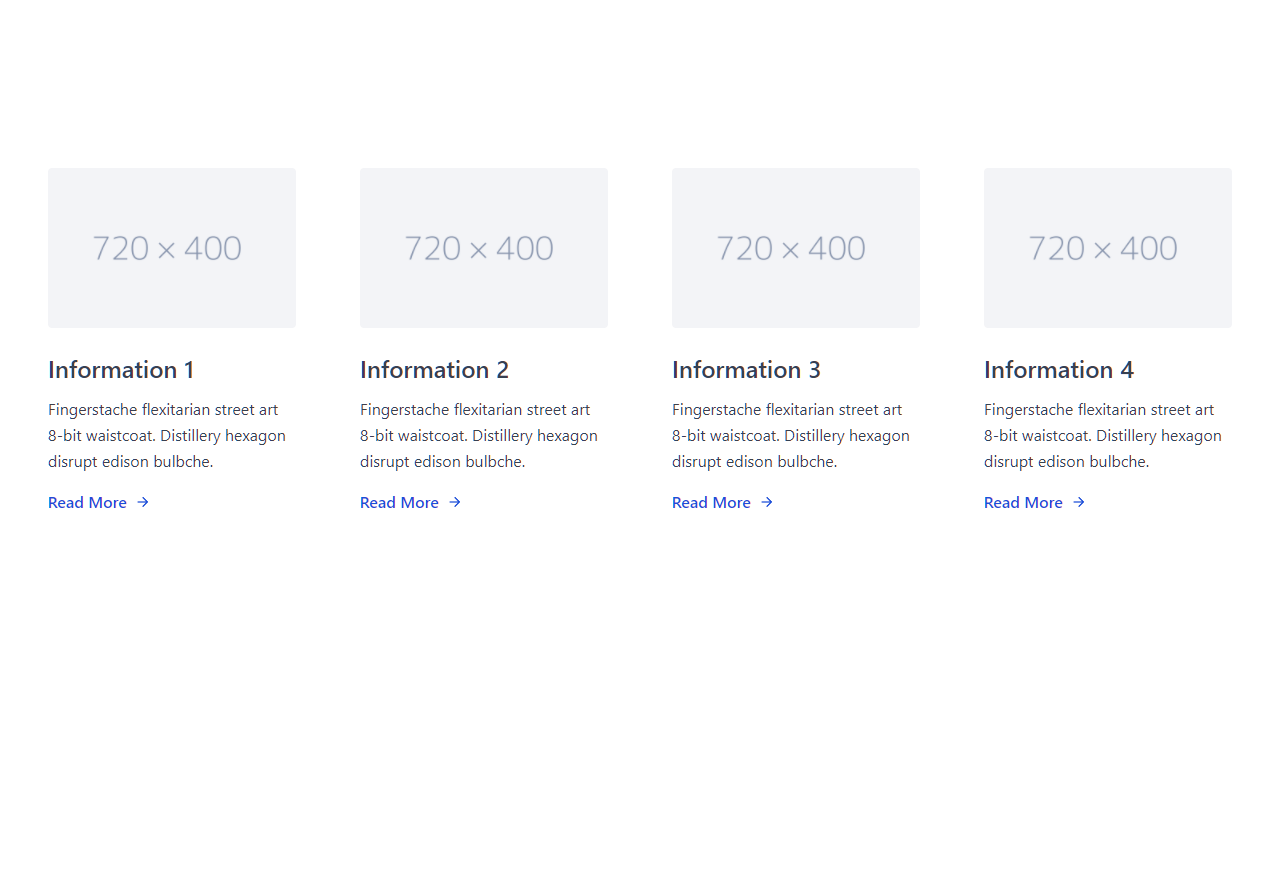 720 × 400
720 × 400
720 × 400
720 × 400
Information 1
Fingerstache flexitarian street art
8-bit waistcoat. Distillery hexagon
disrupt edison bulbche.
Read More →
Information 2
Fingerstache flexitarian street art
8-bit waistcoat. Distillery hexagon
disrupt edison bulbche.
Read More →
Information 3
Fingerstache flexitarian street art
8-bit waistcoat. Distillery hexagon
disrupt edison bulbche.
Read More →
Information 4
Fingerstache flexitarian street art
8-bit waistcoat. Distillery hexagon
disrupt edison bulbche.
Read More →